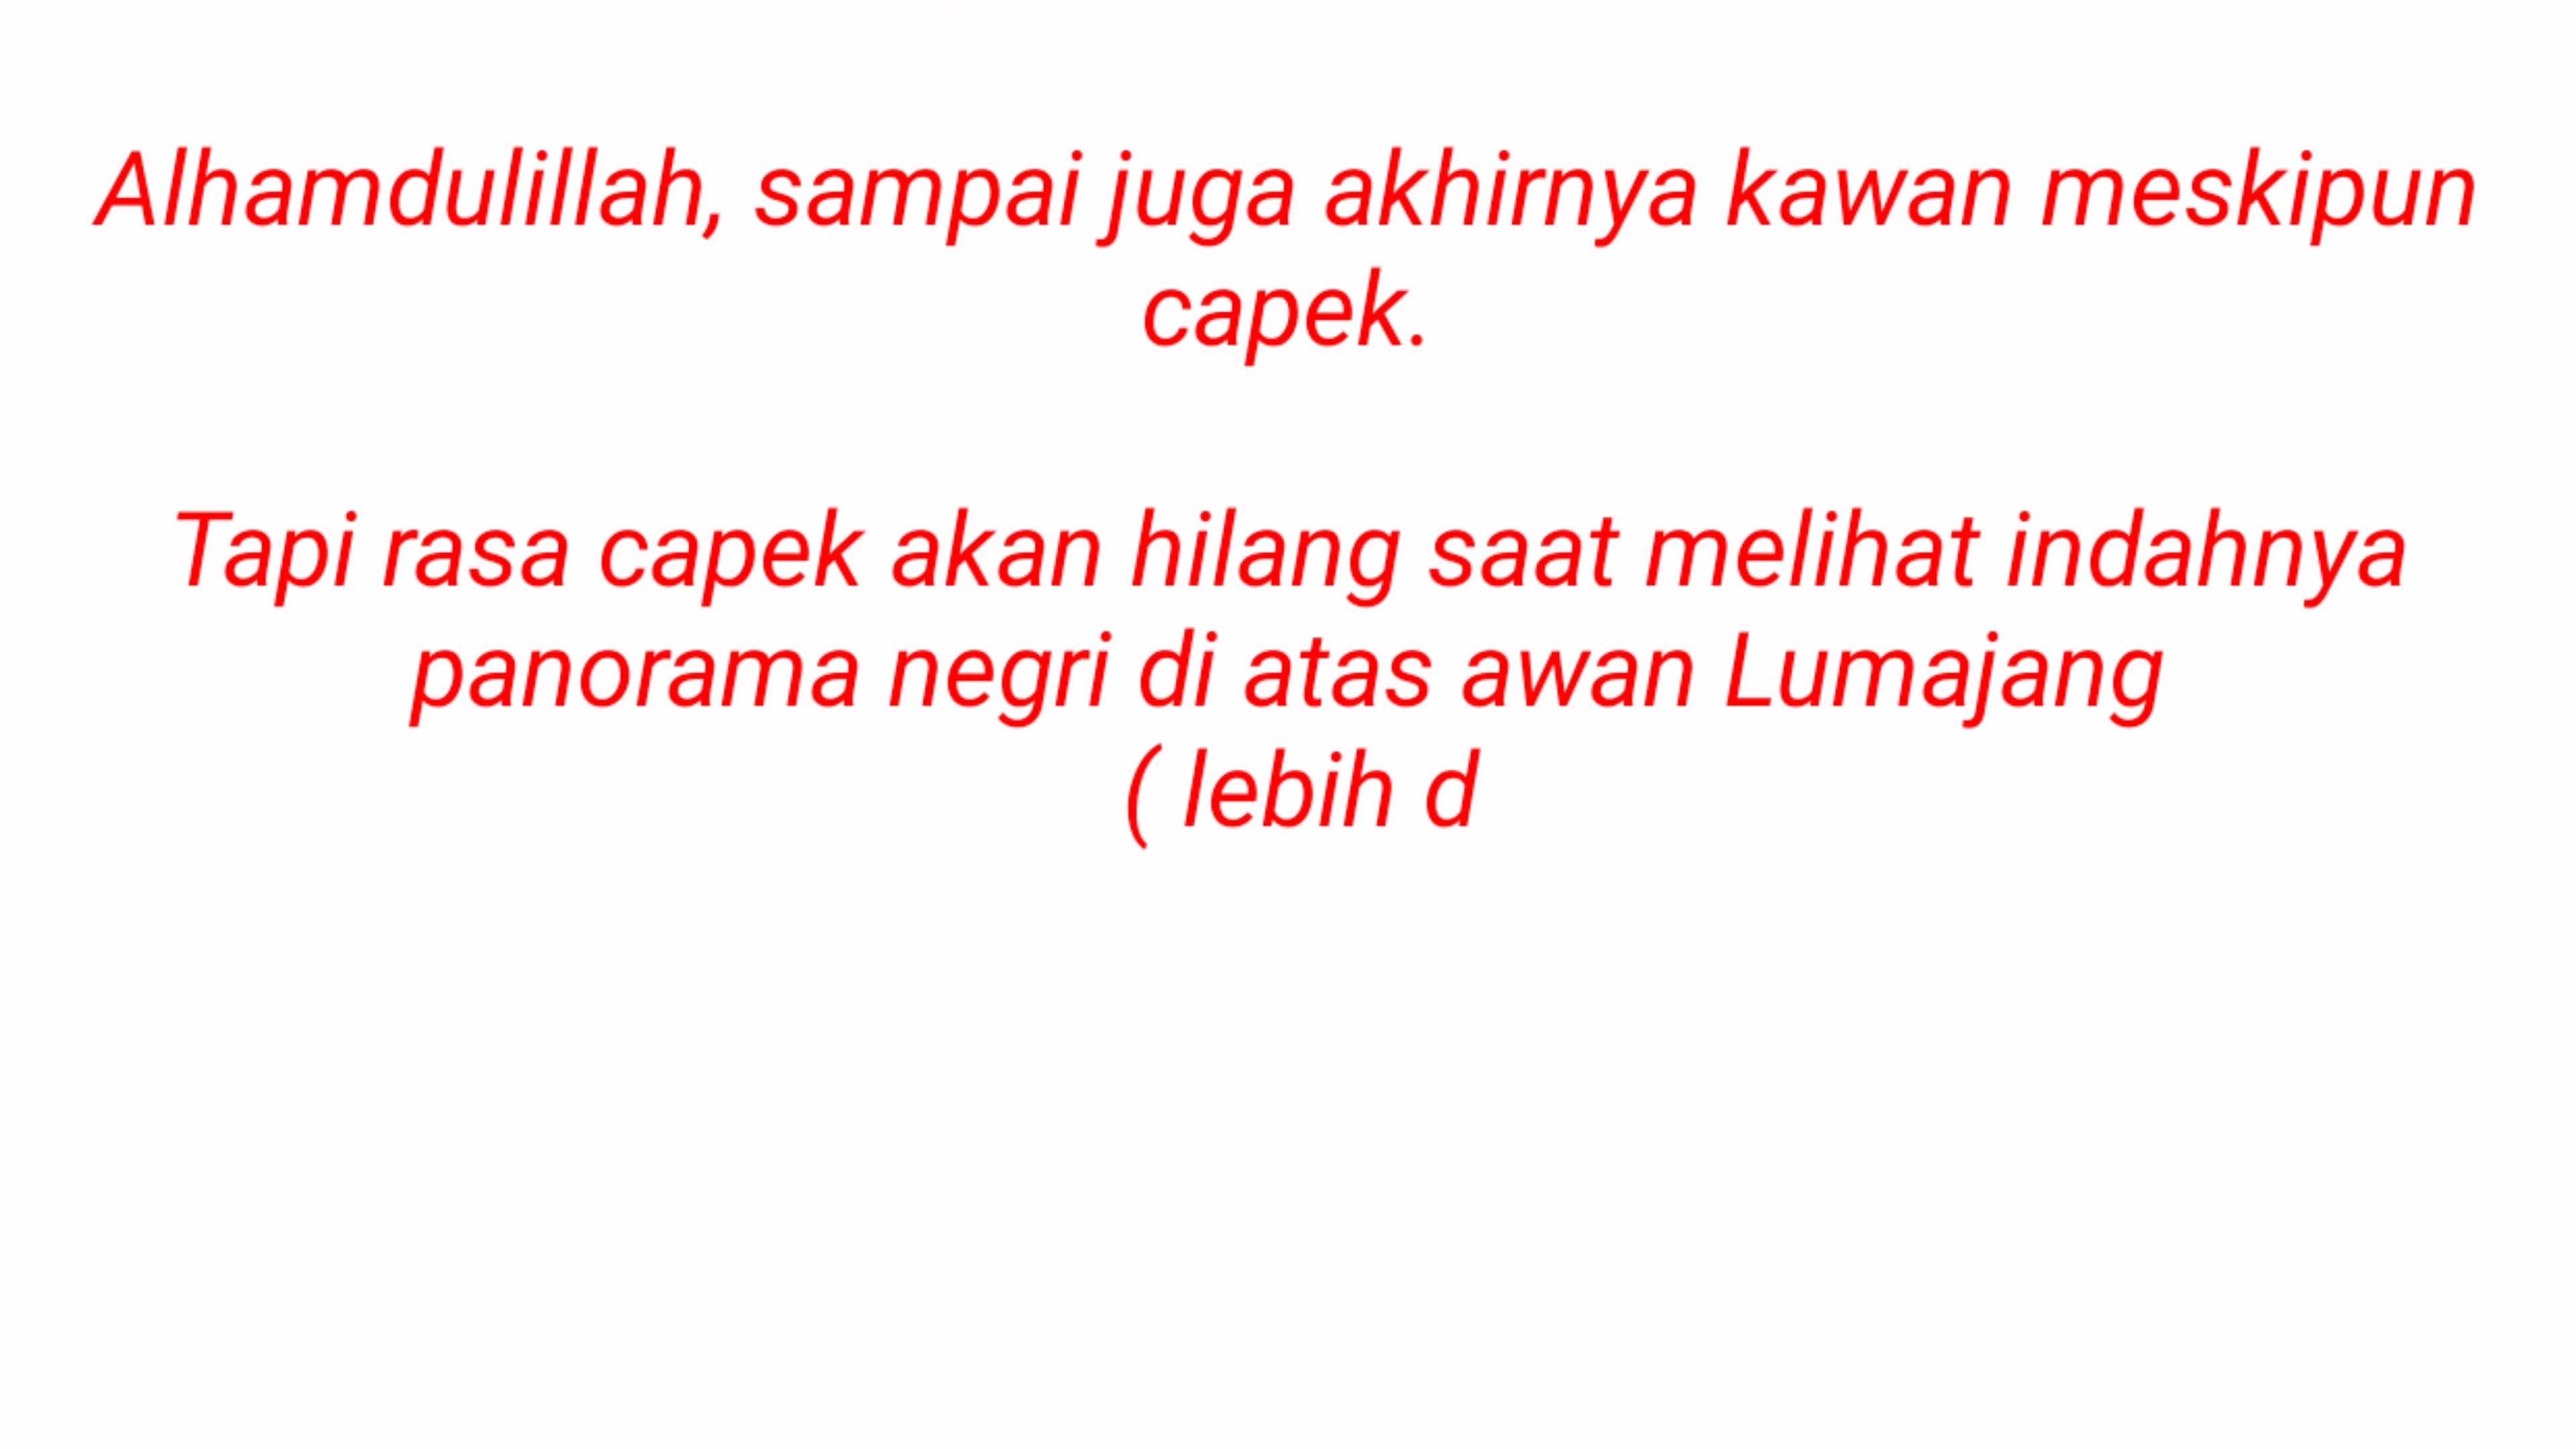 Alhamdulillah, sampai juga akhirnya kawan meskipun
capek.
Tapi rasa capek akan hilang saat melihat indahnya
panorama negri di atas awan Lumajang
( lebih d